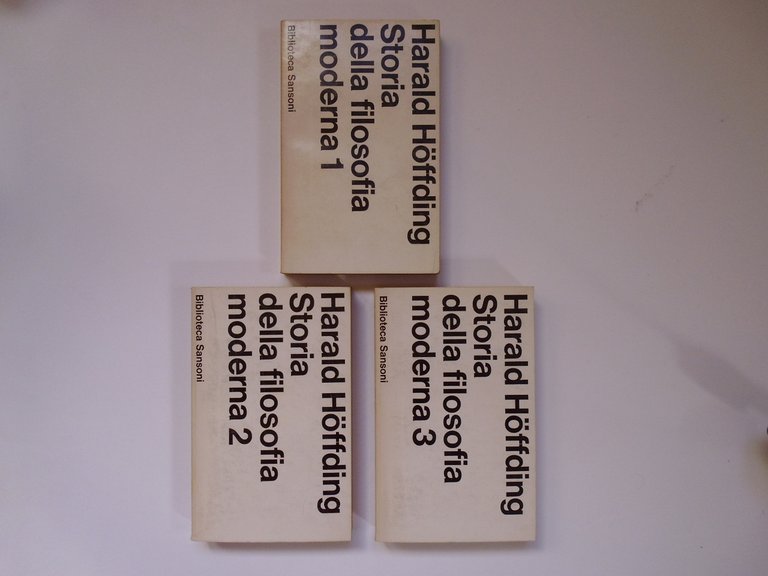 Harald Höffding
Storia
della filosofia
moderna 1
Biblioteca Sansoni
Harald Höffding
Storia
della filosofia
moderna 2
Biblioteca Sansoni
Harald Höffding
Storia
della filosofia
moderna 3
Biblioteca Sansoni